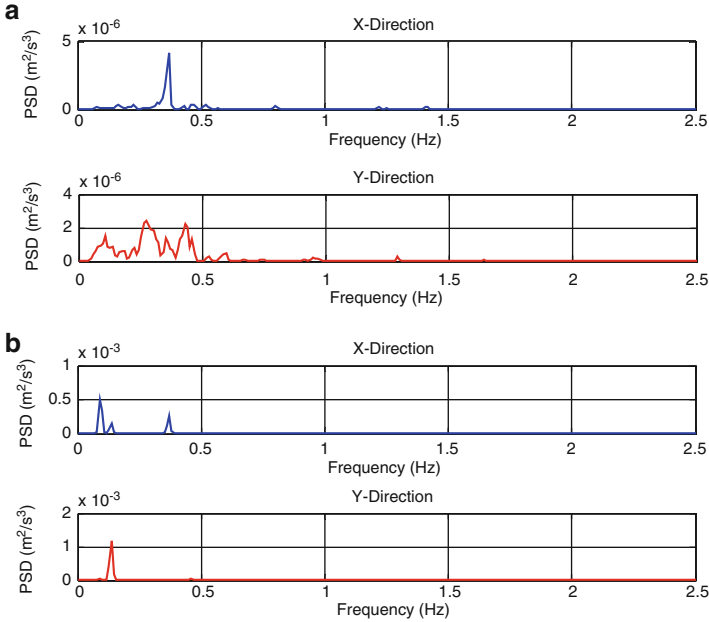 a
x 10⁻⁶
X-Direction
PSD (m²/s³)
5
0
0 0.5 1 1.5 2 2.5
Frequency (Hz)
x 10⁻⁶
Y-Direction
PSD (m²/s³)
4
2
0
0 0.5 1 1.5 2 2.5
Frequency (Hz)
b
x 10⁻³
X-Direction
PSD (m²/s³)
1
0.5
0
0 0.5 1 1.5 2 2.5
Frequency (Hz)
x 10⁻³
Y-Direction
PSD (m²/s³)
2
1
0
0 0.5 1 1.5 2 2.5
Frequency (Hz)